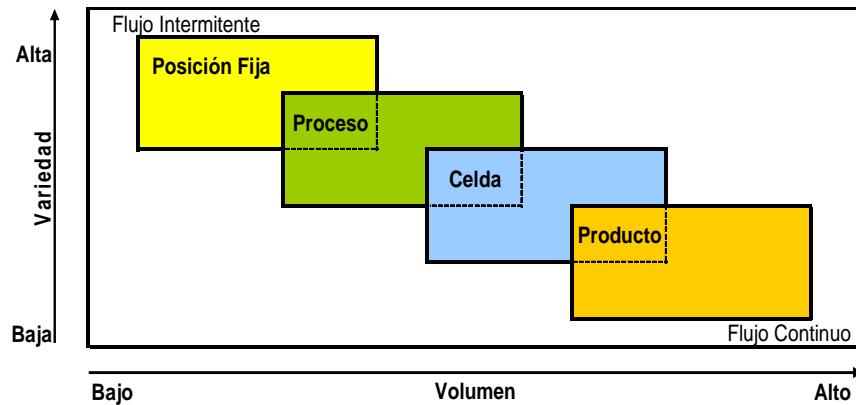 Flujo Intermitente
Alta
Posición Fija
Proceso
Celda
Variedad
Producto
Baja
Flujo Continuo
Bajo
Volumen
Alto